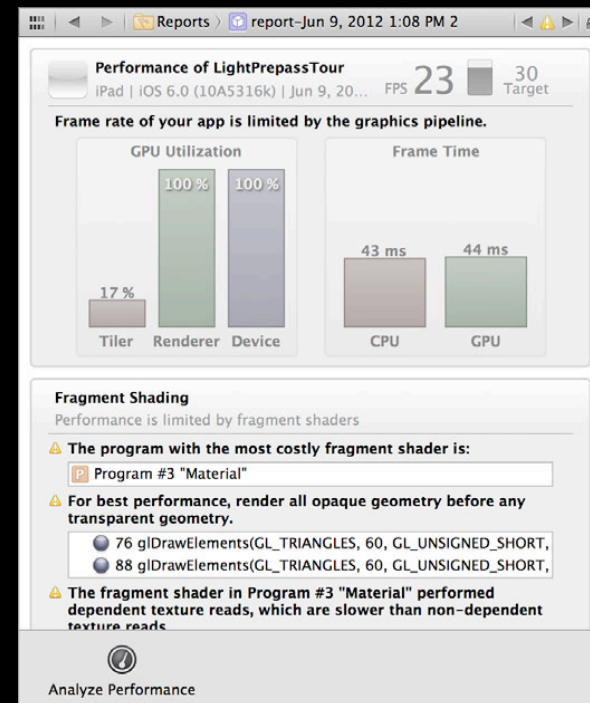 Reports
report-Jun 9, 2012 1:08 PM 2
Performance of LightPrepassTour
iPad | iOS 6.0 (10A5316k) | Jun 9, 20...
FPS 23
30
Target
Frame rate of your app is limited by the graphics pipeline.
GPU Utilization
Frame Time
100 %
100 %
43 ms
44 ms
17 %
Tiler
Renderer
Device
CPU
GPU
Fragment Shading
Performance is limited by fragment shaders
The program with the most costly fragment shader is:
P Program #3 "Material"
For best performance, render all opaque geometry before any
transparent geometry.
76 glDrawElements(GL_TRIANGLES, 60, GL_UNSIGNED_SHORT,
88 glDrawElements(GL_TRIANGLES, 60, GL_UNSIGNED_SHORT,
The fragment shader in Program #3 "Material" performed
dependent texture reads, which are slower than non-dependent
texture reads
Analyze Performance